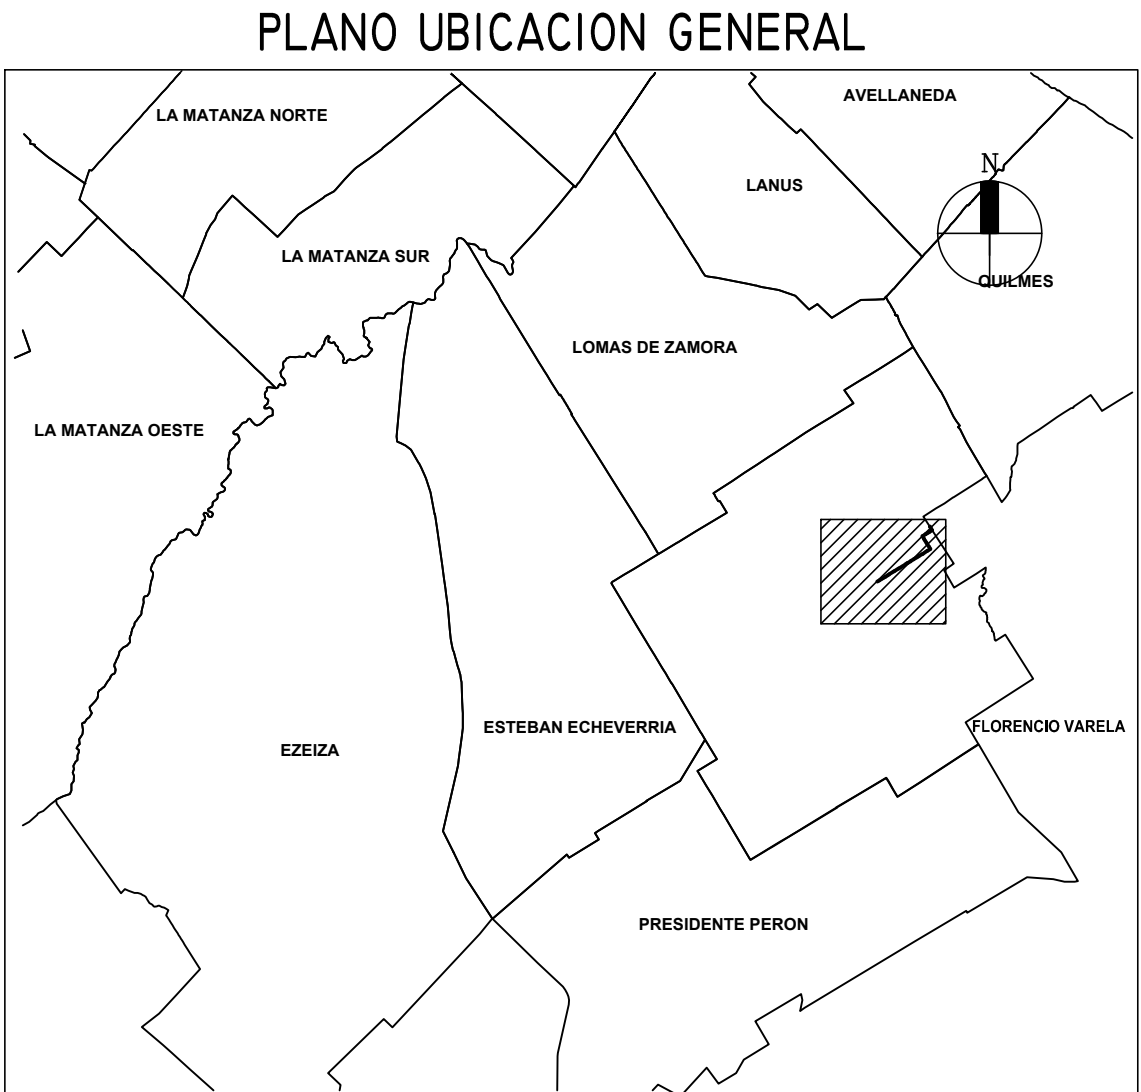 PLANO UBICACION GENERAL
AVELLANEDA
LA MATANZA NORTE
N
LANUS
LA MATANZA SUR
QUILMES
LOMAS DE ZAMORA
LA MATANZA OESTE
ESTEBAN ECHEVERRIA
FLORENCIO VARELA
EZEIZA
PRESIDENTE PERON